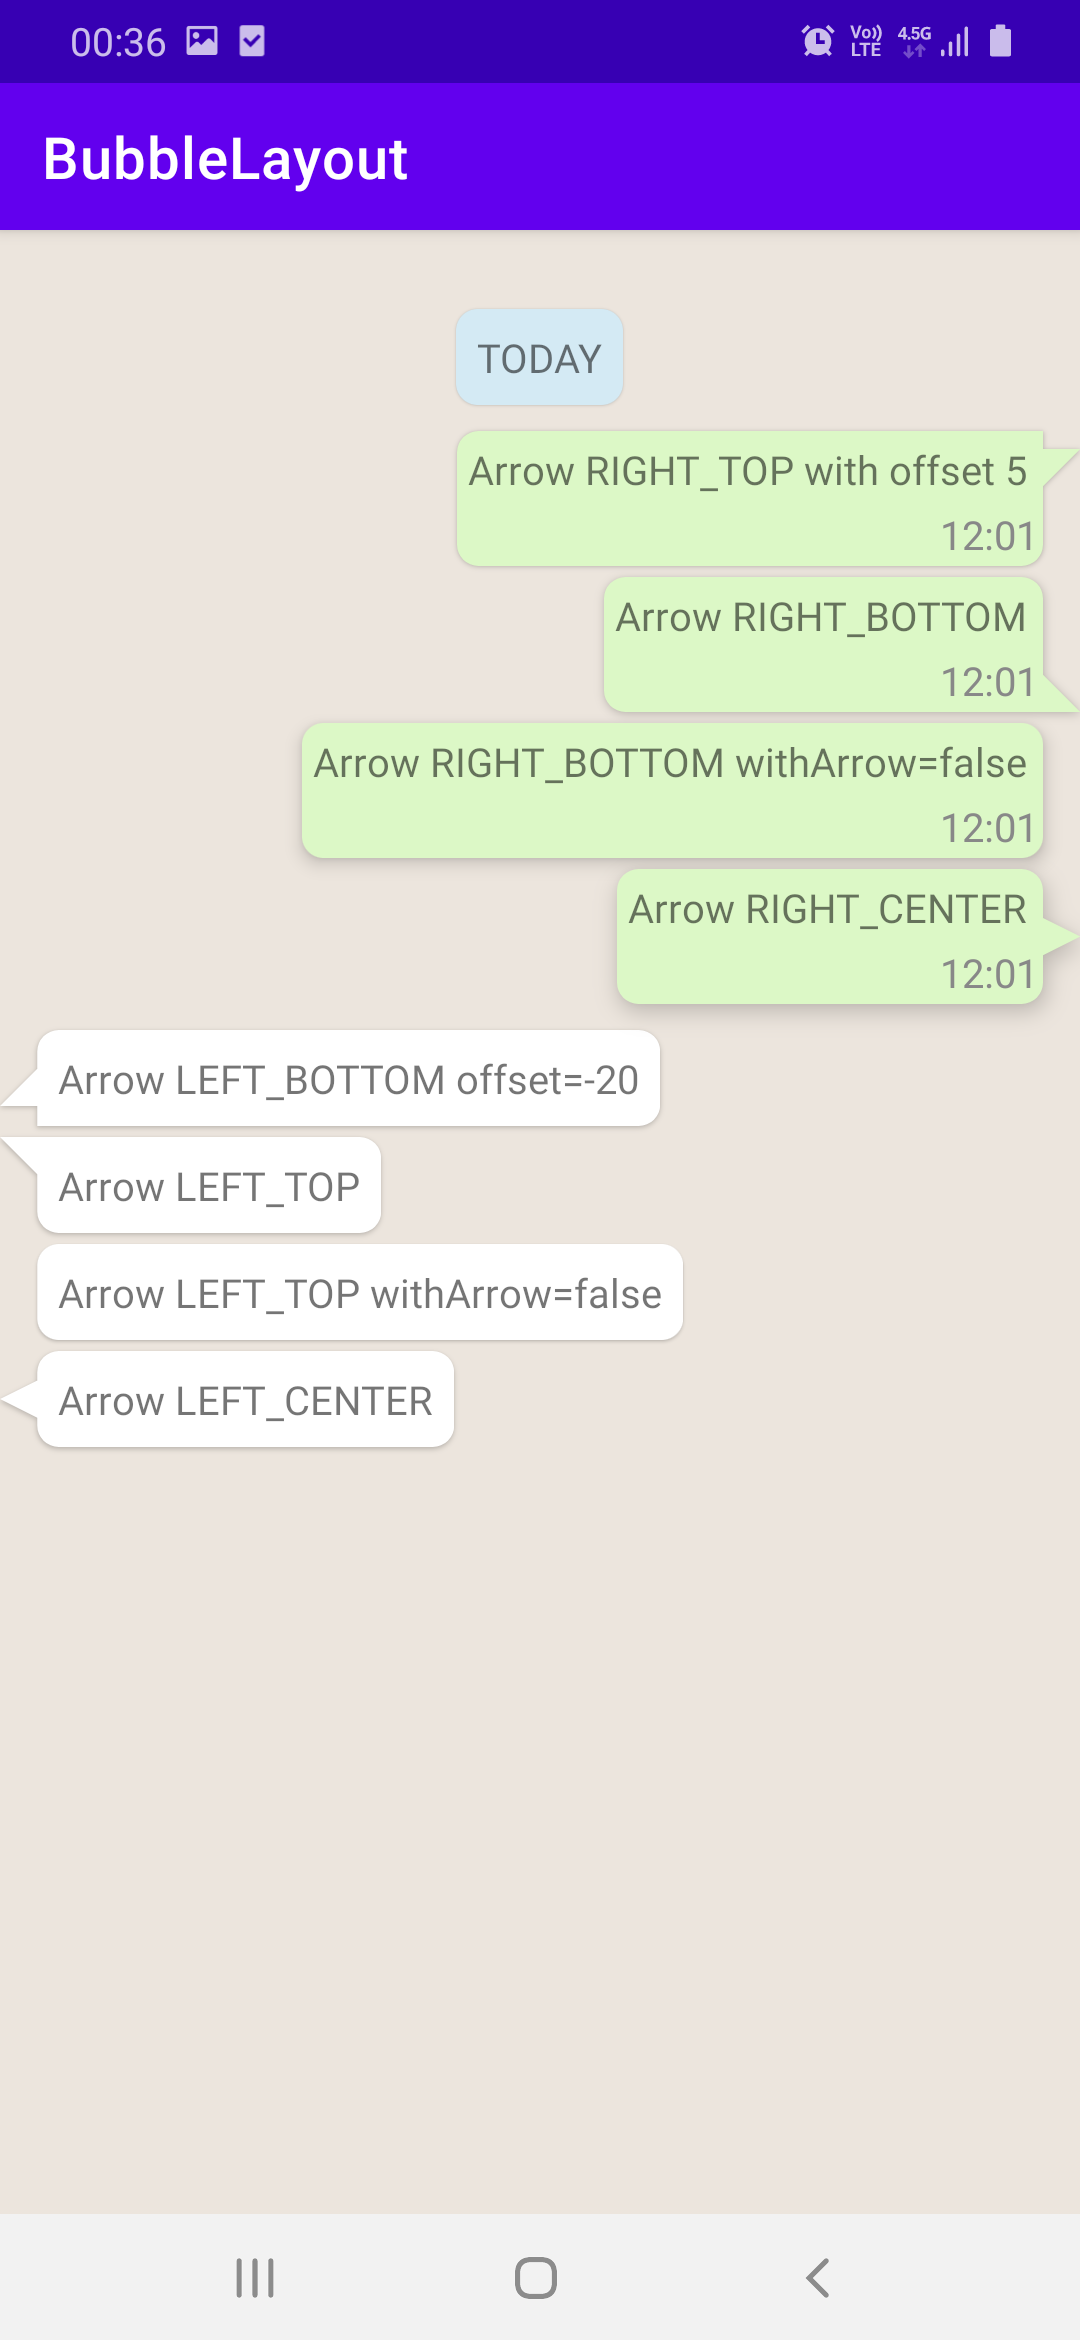 00:36 Vo)) LTE 4.5G
BubbleLayout
TODAY
Arrow RIGHT_TOP with offset 5
12:01
Arrow RIGHT_BOTTOM
12:01
Arrow RIGHT_BOTTOM withArrow=false
12:01
Arrow RIGHT_CENTER
12:01
Arrow LEFT_BOTTOM offset=-20
Arrow LEFT_TOP
Arrow LEFT_TOP withArrow=false
Arrow LEFT_CENTER